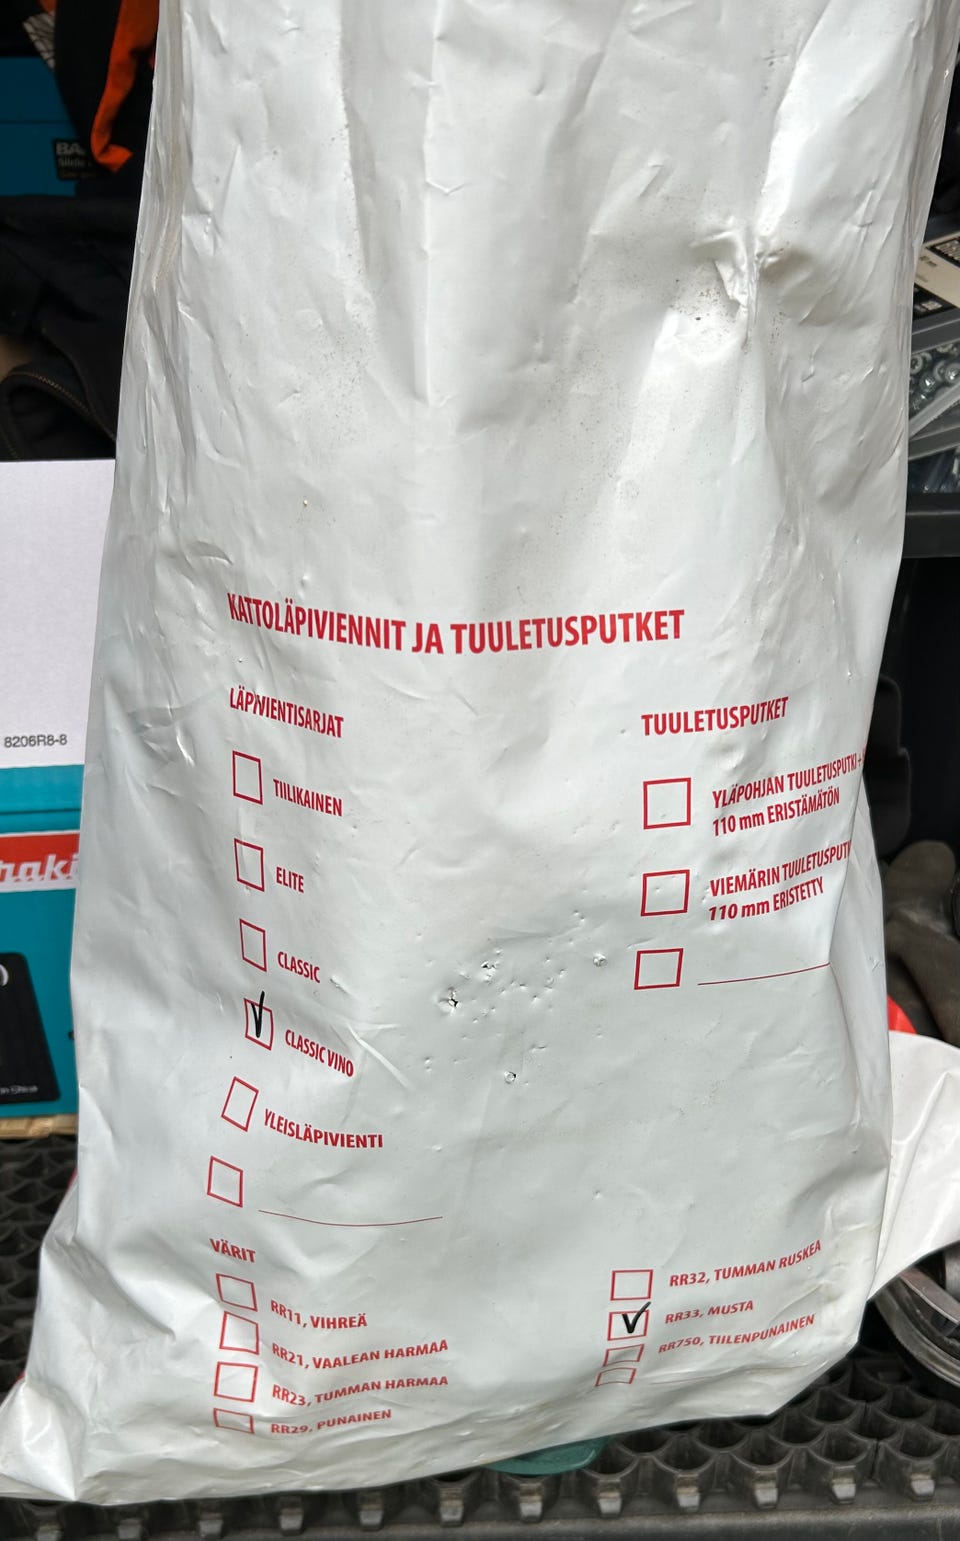 KATTOLÄPIVIENNIT JA TUULETUSPUTKET
LÄPIVIENTISARJAT
TIILIKAINEN
ELITE
CLASSIC
CLASSIC VINO
YLEISLÄPIVIENTI
TUULETUSPUTKET
YLÄPOHJAN TUULETUSPUTKI +
110 mm ERISTÄMÄTÖN
VIEMÄRIN TUULETUSPUT
110 mm ERISTETTY
VÄRIT
RR11, VIHREÄ
RR21, VAALEAN HARMAA
RR23, TUMMAN HARMAA
RR29, PUNAINEN
RR32, TUMMAN RUSKEA
RR33, MUSTA
RR750, TIILENPUNAINEN
8206R8-8